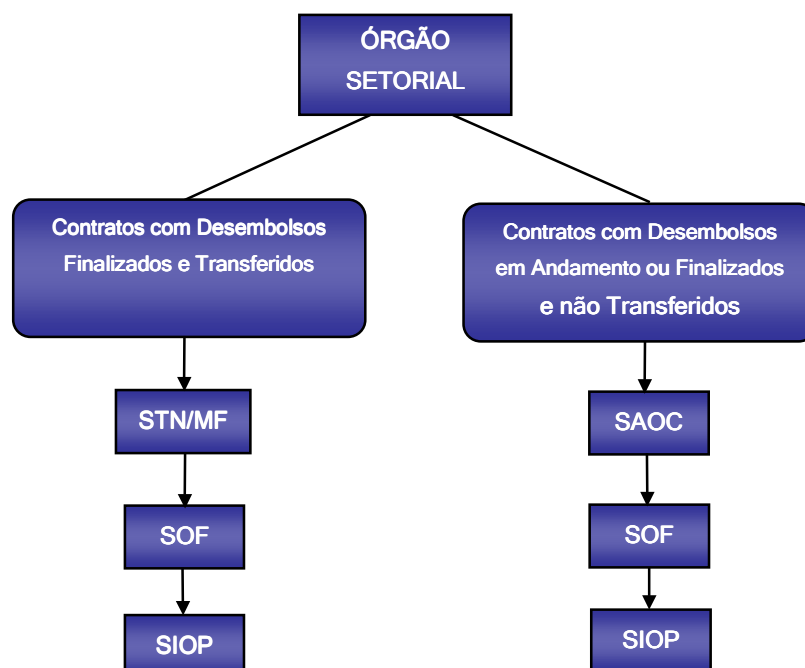 ÓRGÃO
SETORIAL
Contratos com Desembolsos
Finalizados e Transferidos
Contratos com Desembolsos
em Andamento ou Finalizados
e não Transferidos
STN/MF
SAOC
SOF
SOF
SIOP
SIOP